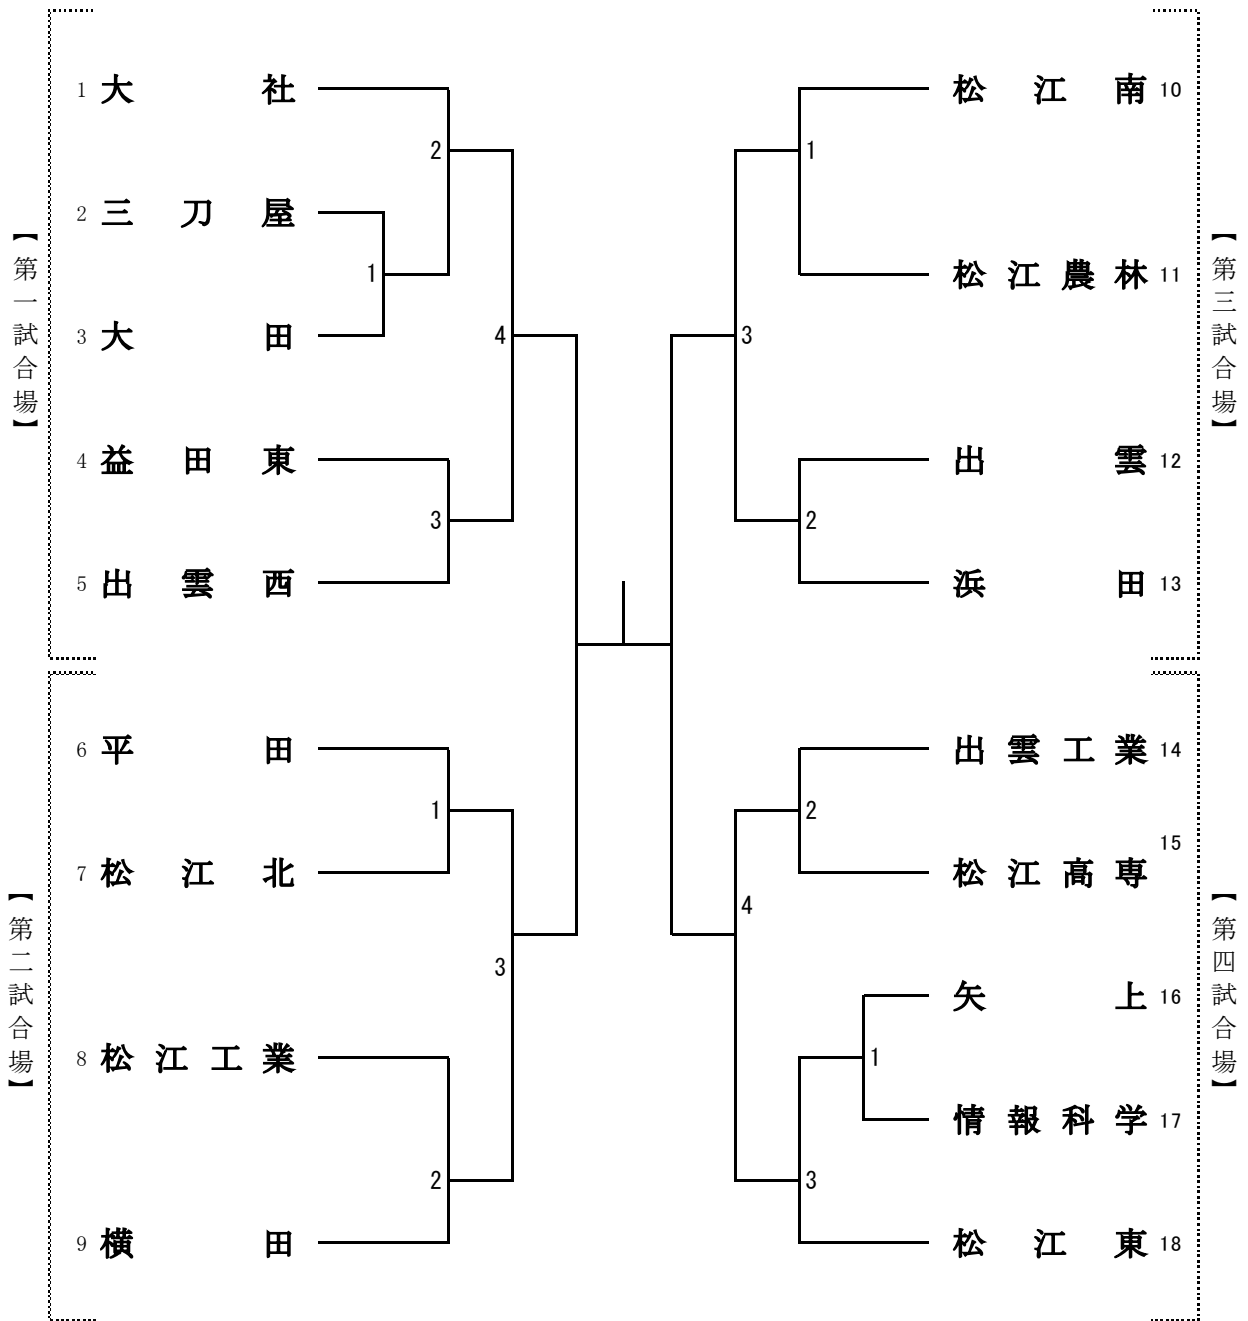 【第一試合場】
1 大社
2 三刀屋
3 大田
4 益田東
5 出雲西
2
1
4
3
【第二試合場】
6 平田
7 松江北
8 松江工業
9 横田
1
3
2
【第三試合場】
松江南 10
松江農林 11
出雲 12
浜田 13
1
3
2
【第四試合場】
出雲工業 14
松江高専 15
矢上 16
情報科学 17
松江東 18
2
4
1
3